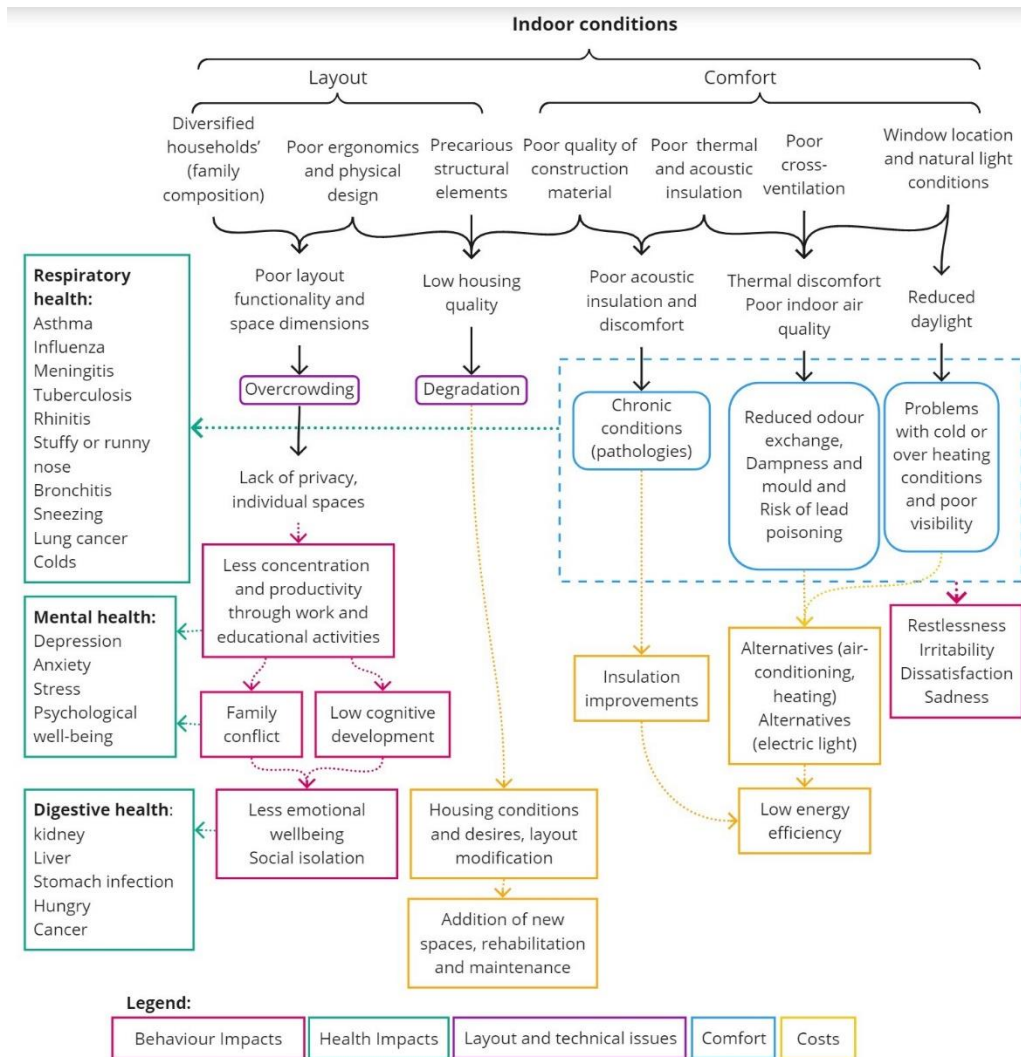 Indoor conditions
Layout
Comfort
Diversified
households’
(family
composition)
Poor ergonomics
and physical
design
Precarious
structural
elements
Poor quality of
construction
material
Poor thermal
and acoustic
insulation
Poor
cross-
ventilation
Window location
and natural light
conditions
Poor layout
functionality and
space dimensions
Low housing
quality
Poor acoustic
insulation and
discomfort
Thermal discomfort
Poor indoor air
quality
Reduced
daylight
Respiratory
health:
Asthma
Influenza
Meningitis
Tuberculosis
Rhinitis
Stuffy or runny
nose
Bronchitis
Sneezing
Lung cancer
Colds
Overcrowding
Degradation
Chronic
conditions
(pathologies)
Reduced odour
exchange,
Dampness and
mould and
Risk of lead
poisoning
Problems
with cold or
over heating
conditions
and poor
visibility
Lack of privacy,
individual spaces
Less concentration
and productivity
through work and
educational activities
Mental health:
Depression
Anxiety
Stress
Psychological
well-being
Family
conflict
Low cognitive
development
Insulation
improvements
Alternatives (air-
conditioning,
heating)
Alternatives
(electric light)
Restlessness
Irritability
Dissatisfaction
Sadness
Digestive health:
kidney
Liver
Stomach infection
Hungry
Cancer
Less emotional
wellbeing
Social isolation
Housing conditions
and desires, layout
modification
Low energy
efficiency
Addition of new
spaces, rehabilitation
and maintenance
Legend:
Behaviour Impacts
Health Impacts
Layout and technical issues
Comfort
Costs